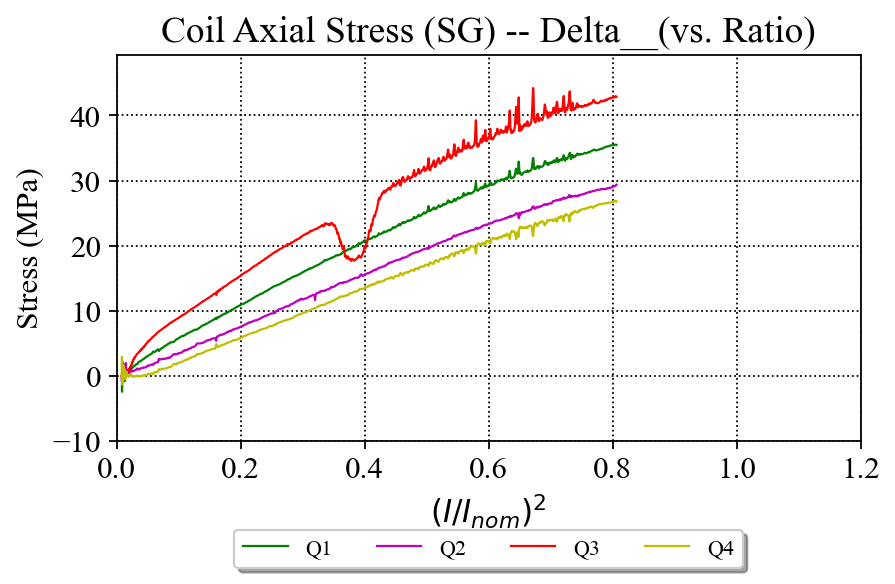 Coil Axial Stress (SG) -- Delta__(vs. Ratio)
Stress (MPa)
40
30
20
10
0
−10
0.0 0.2 0.4 0.6 0.8 1.0 1.2
(I/I_nom)^2
Q1 Q2 Q3 Q4